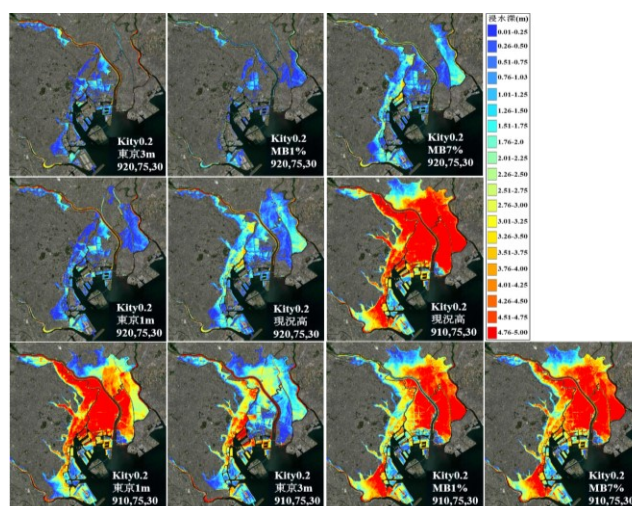 Kity0.2
東京3m
920,75,30
Kity0.2
MB1%
920,75,30
Kity0.2
MB7%
920,75,30
浸水深(m)
0.01-0.25
0.26-0.50
0.51-0.75
0.76-1.03
1.01-1.25
1.26-1.50
1.51-1.75
1.76-2.0
2.01-2.25
2.26-2.50
2.51-2.75
2.76-3.00
3.01-3.25
3.26-3.50
3.51-3.75
3.76-4.00
4.01-4.25
4.26-4.50
4.51-4.75
4.76-5.00
Kity0.2
東京1m
920,75,30
Kity0.2
現況高
920,75,30
Kity0.2
現況高
910,75,30
Kity0.2
東京1m
910,75,30
Kity0.2
東京3m
910,75,30
Kity0.2
MB1%
910,75,30
Kity0.2
MB7%
910,75,30